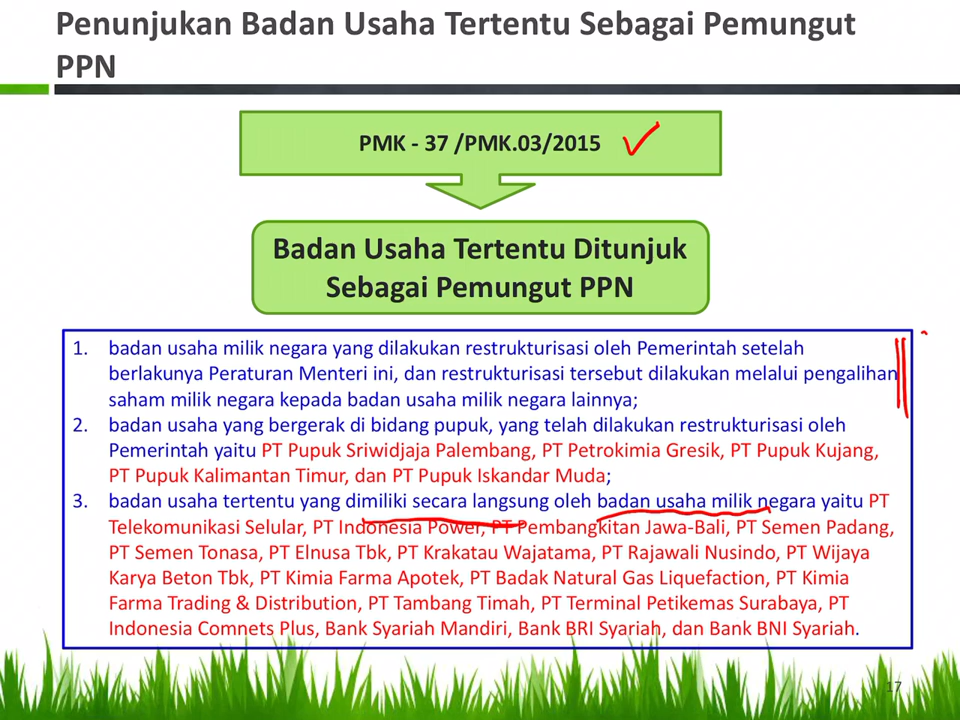 Penunjukan Badan Usaha Tertentu Sebagai Pemungut
PPN
PMK - 37 /PMK.03/2015
Badan Usaha Tertentu Ditunjuk
Sebagai Pemungut PPN
1. badan usaha milik negara yang dilakukan restrukturisasi oleh Pemerintah setelah
berlakunya Peraturan Menteri ini, dan restrukturisasi tersebut dilakukan melalui pengalihan
saham milik negara kepada badan usaha milik negara lainnya;
2. badan usaha yang bergerak di bidang pupuk, yang telah dilakukan restrukturisasi oleh
Pemerintah yaitu PT Pupuk Sriwidjaja Palembang, PT Petrokimia Gresik, PT Pupuk Kujang,
PT Pupuk Kalimantan Timur, dan PT Pupuk Iskandar Muda;
3. badan usaha tertentu yang dimiliki secara langsung oleh badan usaha milik negara yaitu PT
Telekomunikasi Selular, PT Indonesia Power, PT Pembangkitan Jawa-Bali, PT Semen Padang,
PT Semen Tonasa, PT Elnusa Tbk, PT Krakatau Wajatama, PT Rajawali Nusindo, PT Wijaya
Karya Beton Tbk, PT Kimia Farma Apotek, PT Badak Natural Gas Liquefaction, PT Kimia
Farma Trading & Distribution, PT Tambang Timah, PT Terminal Petikemas Surabaya, PT
Indonesia Comnets Plus, Bank Syariah Mandiri, Bank BRI Syariah, dan Bank BNI Syariah.
17